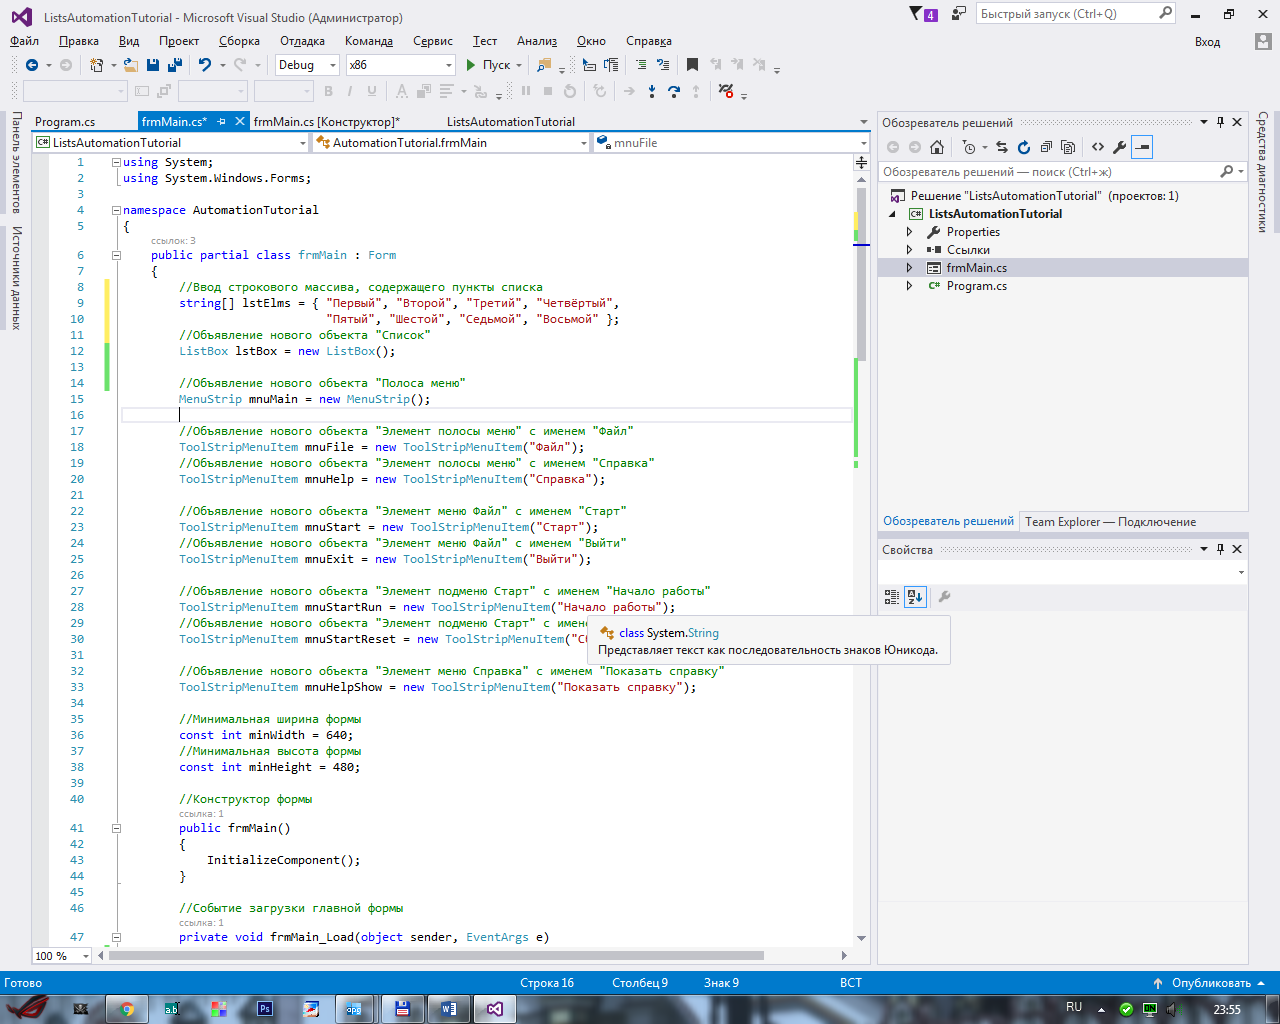 ListsAutomationTutorial - Microsoft Visual Studio (Администратор)
4
Быстрый запуск (Ctrl+Q)
Файл Правка Вид Проект Сборка Отладка Команда Сервис Тест Анализ Окно Справка
Вход
Debug x86 Пуск
Панель элементов
Источники данных
Program.cs frmMain.cs* frmMain.cs [Конструктор]* ListsAutomationTutorial
ListsAutomationTutorial AutomationTutorial.frmMain mnuFile
1 using System;
2 using System.Windows.Forms;
3
4 namespace AutomationTutorial
5 {
ссылок: 3
6 public partial class frmMain : Form
7 {
8 //Ввод строкового массива, содержащего пункты списка
9 string[] lstElms = { "Первый", "Второй", "Третий", "Четвёртый",
10 "Пятый", "Шестой", "Седьмой", "Восьмой" };
11 //Объявление нового объекта "Список"
12 ListBox lstBox = new ListBox();
13
14 //Объявление нового объекта "Полоса меню"
15 MenuStrip mnuMain = new MenuStrip();
16
17 //Объявление нового объекта "Элемент полосы меню" с именем "Файл"
18 ToolStripMenuItem mnuFile = new ToolStripMenuItem("Файл");
19 //Объявление нового объекта "Элемент полосы меню" с именем "Справка"
20 ToolStripMenuItem mnuHelp = new ToolStripMenuItem("Справка");
21
22 //Объявление нового объекта "Элемент меню Файл" с именем "Старт"
23 ToolStripMenuItem mnuStart = new ToolStripMenuItem("Старт");
24 //Объявление нового объекта "Элемент меню Файл" с именем "Выйти"
25 ToolStripMenuItem mnuExit = new ToolStripMenuItem("Выйти");
26
27 //Объявление нового объекта "Элемент подменю Старт" с именем "Начало работы"
28 ToolStripMenuItem mnuStartRun = new ToolStripMenuItem("Начало работы");
29 //Объявление нового объекта "Элемент подменю Старт" с
30 ToolStripMenuItem mnuStartReset = new ToolStripMenuItem(
class System.String
Представляет текст как последовательность знаков Юникода.
31
32 //Объявление нового объекта "Элемент меню Справка" с именем "Показать справку"
33 ToolStripMenuItem mnuHelpShow = new ToolStripMenuItem("Показать справку");
34
35 //Минимальная ширина формы
36 const int minWidth = 640;
37 //Минимальная высота формы
38 const int minHeight = 480;
39
40 //Конструктор формы
ссылка: 1
41 public frmMain()
42 {
43 InitializeComponent();
44 }
45
46 //Событие загрузки главной формы
ссылка: 1
47 private void frmMain_Load(object sender, EventArgs e)
100 %
Обозреватель решений
Обозреватель решений — поиск (Ctrl+ж)
Решение "ListsAutomationTutorial" (проектов: 1)
ListsAutomationTutorial
Properties
Ссылки
frmMain.cs
Program.cs
Обозреватель решений Team Explorer — Подключение
Свойства
Средства диагностики
Готово Строка 16 Столбец 9 Знак 9 ВСТ Опубликовать
RU 23:55